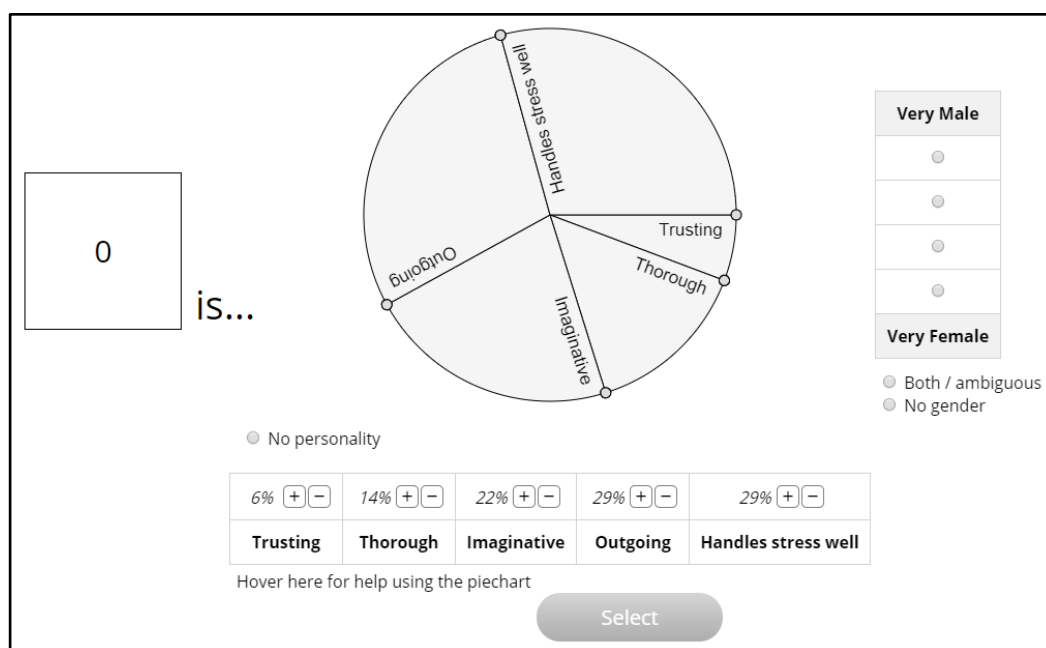 0
is...
Handles stress well
Trusting
Thorough
Imaginative
Outgoing
Very Male
Very Female
Both / ambiguous
No gender
No personality
6% + − 14% + − 22% + − 29% + − 29% + −
Trusting Thorough Imaginative Outgoing Handles stress well
Hover here for help using the piechart
Select